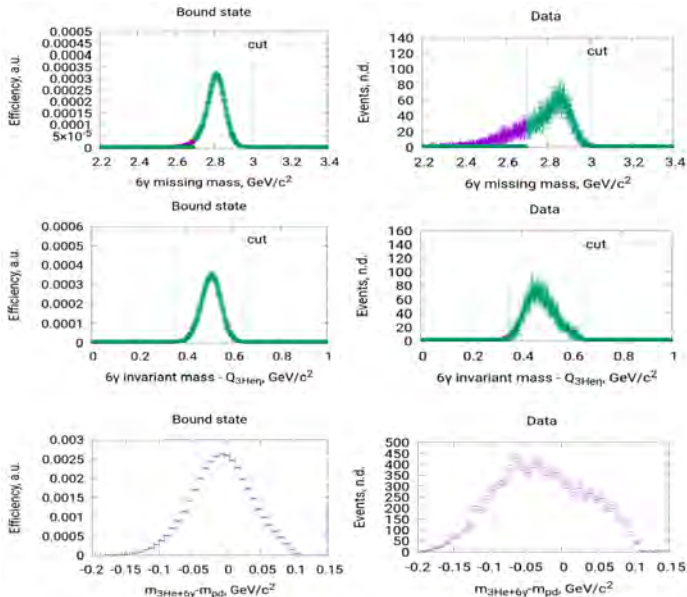 Bound state
Efficiency, a.u.
0.0005
0.00045
0.0004
0.00035
0.0003
0.00025
0.0002
0.00015
0.0001
5×10⁻⁵
0
cut
2.2 2.4 2.6 2.8 3 3.2 3.4
6γ missing mass, GeV/c²
Data
Events, n.d.
140
120
100
80
60
40
20
0
cut
2.2 2.4 2.6 2.8 3 3.2 3.4
6γ missing mass, GeV/c²
Bound state
Efficiency, a.u.
0.0006
0.0005
0.0004
0.0003
0.0002
0.0001
0
cut
0 0.2 0.4 0.6 0.8 1
6γ invariant mass - Q3Heη, GeV/c²
Data
Events, n.d.
160
140
120
100
80
60
40
20
0
cut
0 0.2 0.4 0.6 0.8 1
6γ invariant mass - Q3Heη, GeV/c²
Bound state
Efficiency, a.u.
0.003
0.0025
0.002
0.0015
0.001
0.0005
0
-0.2 0.15 -0.1 0.05 0 0.05 0.1 0.15
m3He+6γ-mpd, GeV/c²
Data
Events, n.d.
500
450
400
350
300
250
200
150
100
50
0
-0.2 0.15 -0.1 0.05 0 0.05 0.1 0.15
m3He+6γ-mpd, GeV/c²